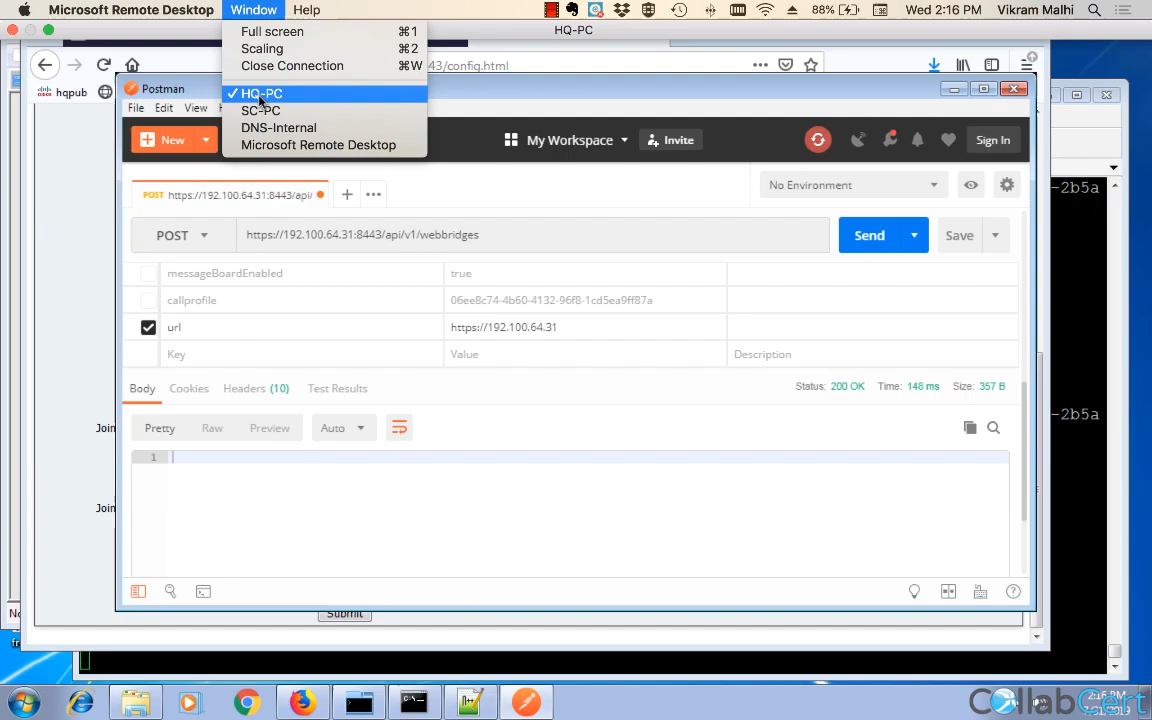 Microsoft Remote Desktop Window Help 88% Wed 2:16 PM Vikram Malhi
Full screen ⌘1
Scaling ⌘2
Close Connection ⌘W
✓ HQ-PC
SC-PC
DNS-Internal
Microsoft Remote Desktop
HQ-PC
43/config.html
hqpub
Postman
File Edit View
New My Workspace Invite Sign In
POST https://192.100.64.31:8443/api/ No Environment
POST https://192.100.64.31:8443/api/v1/webbridges Send Save
messageBoardEnabled true
callprofile 06ee8c74-4b60-4132-96f8-1cd5ea9ff87a
url https://192.100.64.31
Key Value Description
Body Cookies Headers (10) Test Results Status: 200 OK Time: 148 ms Size: 357 B
Pretty Raw Preview Auto
1
-2b5a
-2b5a
Join
Join
Submit
CollabCert
2:16 PM